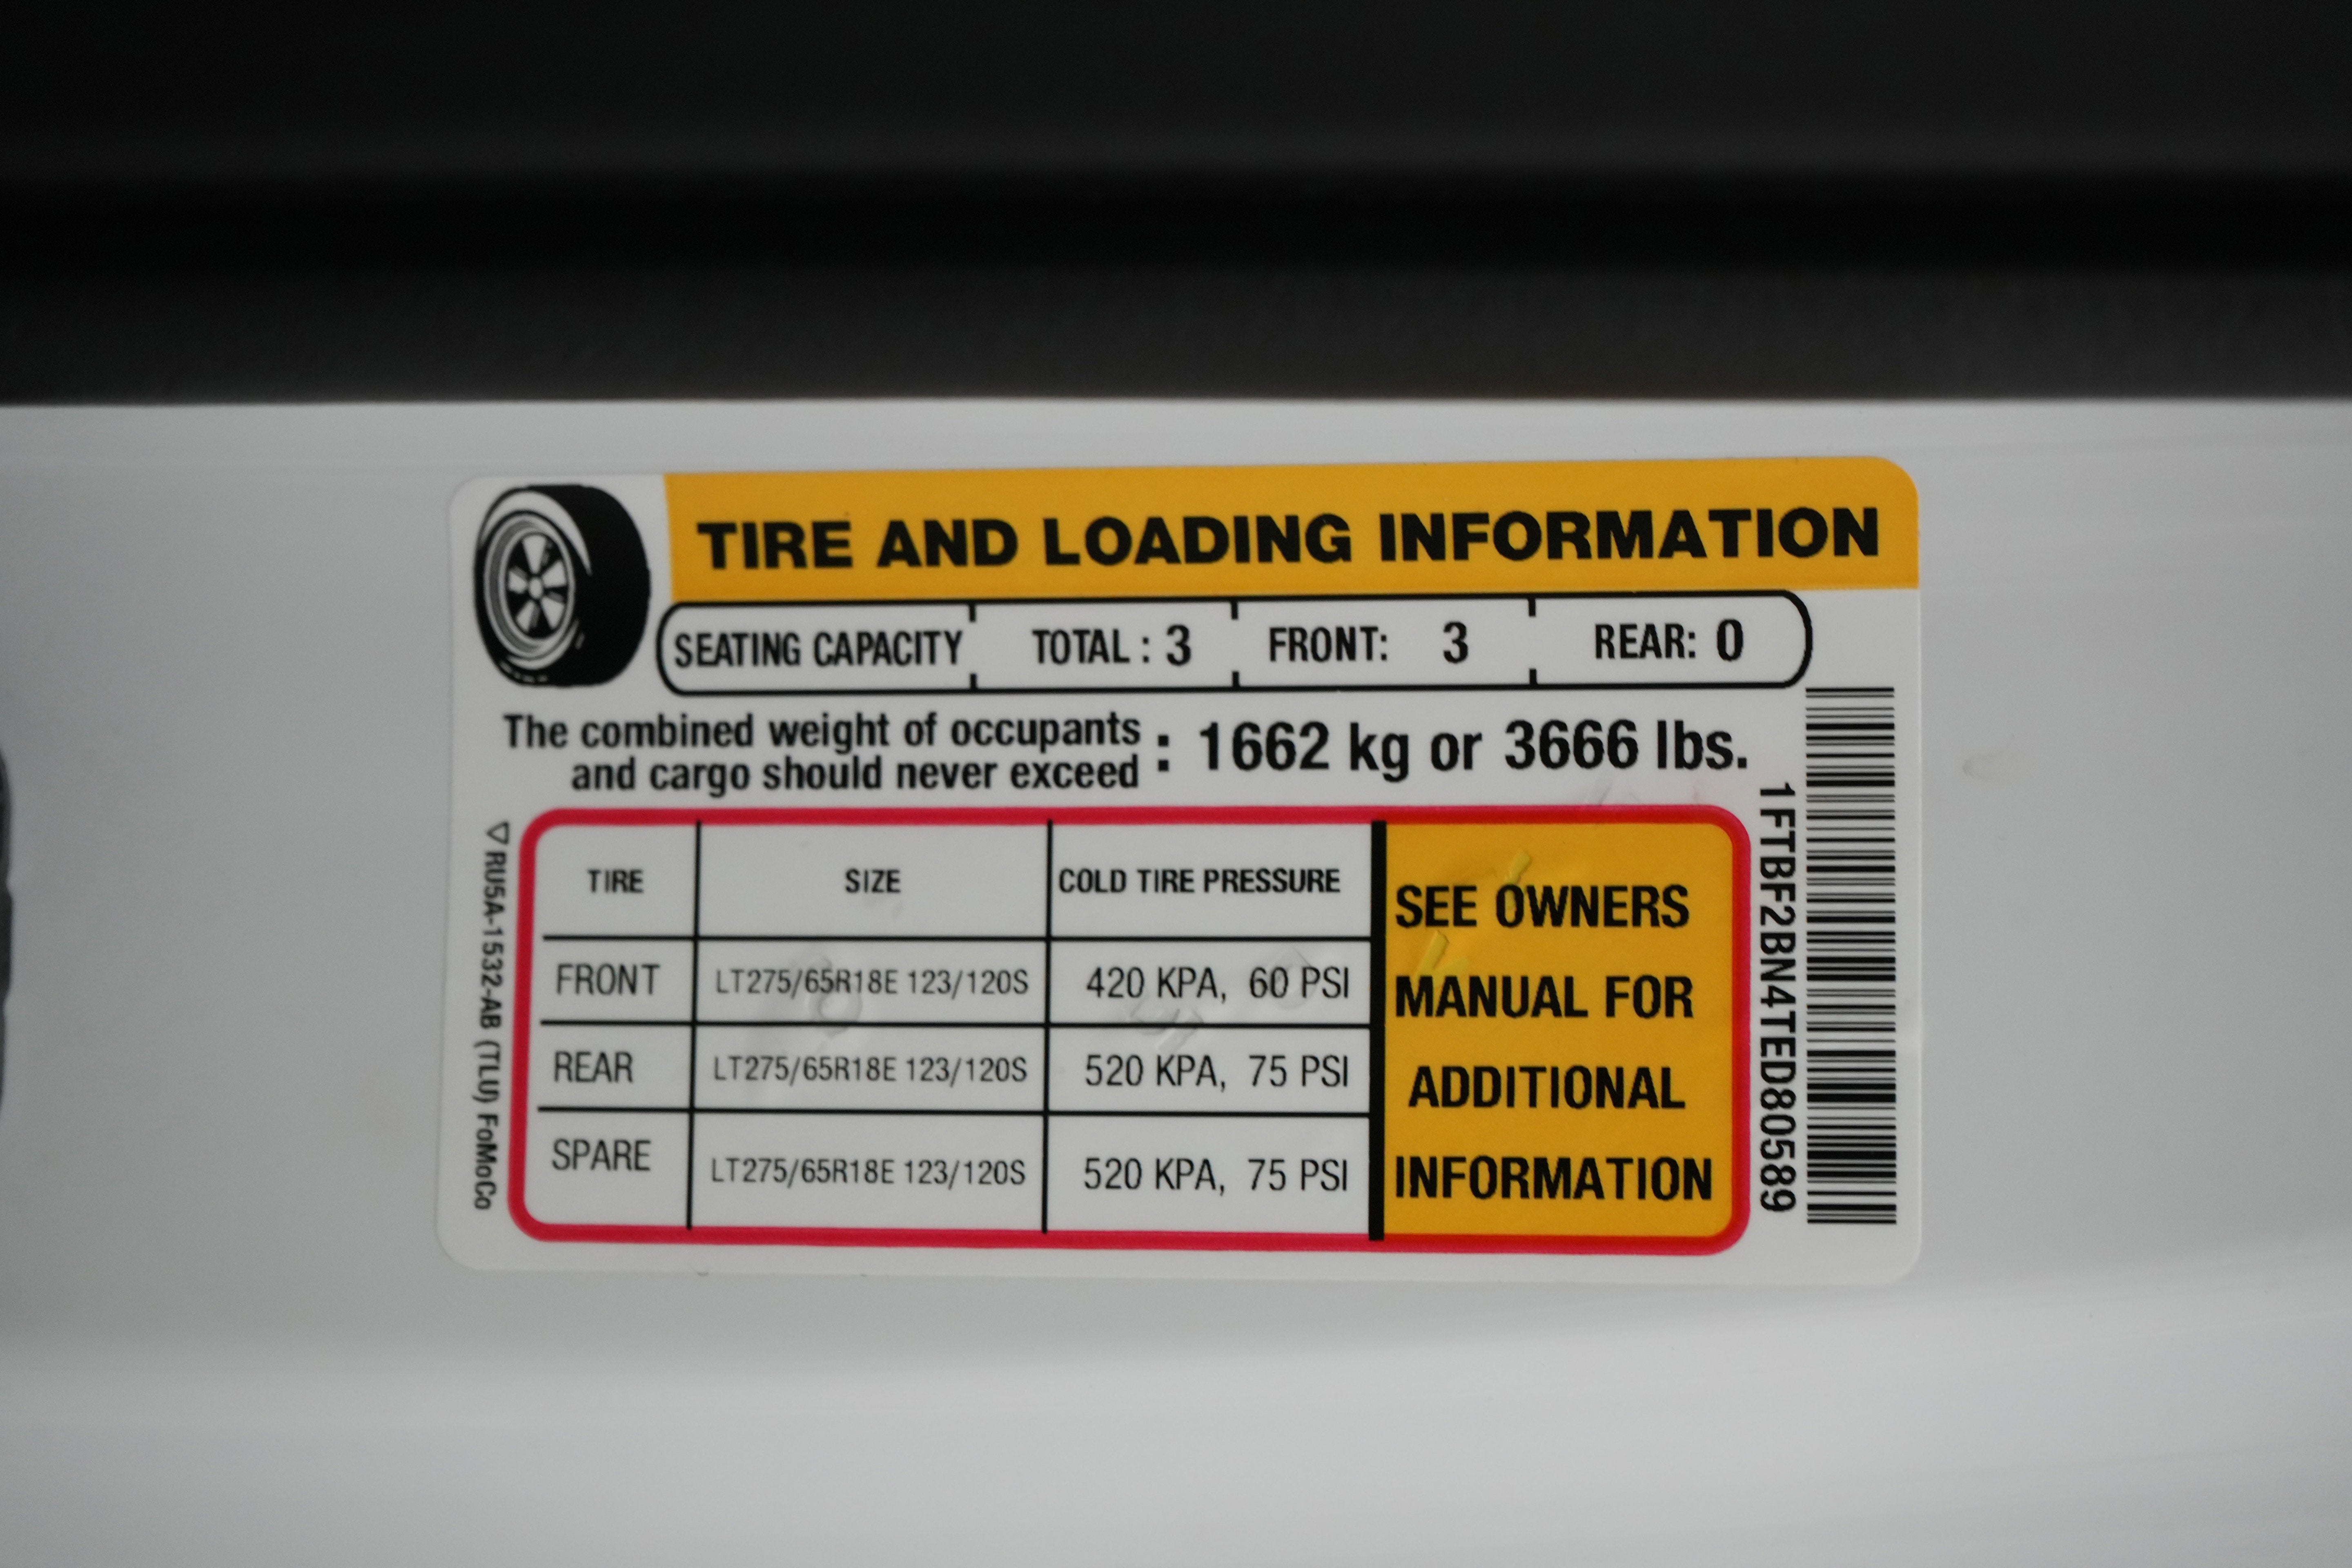 TIRE AND LOADING INFORMATION
SEATING CAPACITY TOTAL : 3 FRONT: 3 REAR: 0
The combined weight of occupants
and cargo should never exceed : 1662 kg or 3666 lbs.
TIRE SIZE COLD TIRE PRESSURE
FRONT LT275/65R18E 123/120S 420 KPA, 60 PSI
REAR LT275/65R18E 123/120S 520 KPA, 75 PSI
SPARE LT275/65R18E 123/120S 520 KPA, 75 PSI
SEE OWNERS
MANUAL FOR
ADDITIONAL
INFORMATION
1FTBF2BN4TED80589
RU5A-1532-AB (TLU) FoMoCo